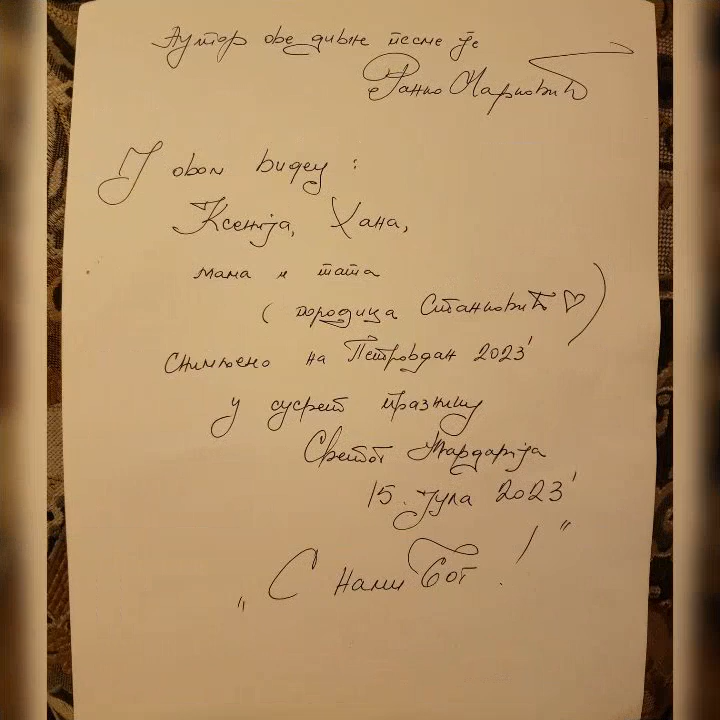 Аутор ове дивне песме је
Ранко Марковић
У овом видеу :
Ксенија, Хана,
мама и тата
( породица Станковић ♡ )
Снимљено на Петровдан 2023'
у сусрет празнику
Светог Мардарија
15. јула 2023'
„ С нами Бог ! "